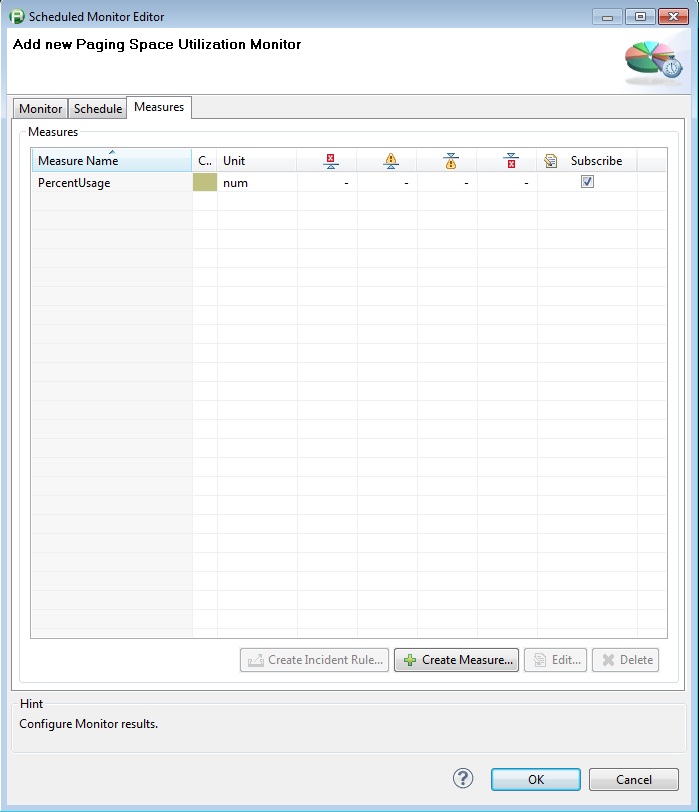 Scheduled Monitor Editor
Add new Paging Space Utilization Monitor
Monitor Schedule Measures
Measures
Measure Name C.. Unit Subscribe
PercentUsage num - - - -
Create Incident Rule... Create Measure... Edit... Delete
Hint
Configure Monitor results.
? OK Cancel